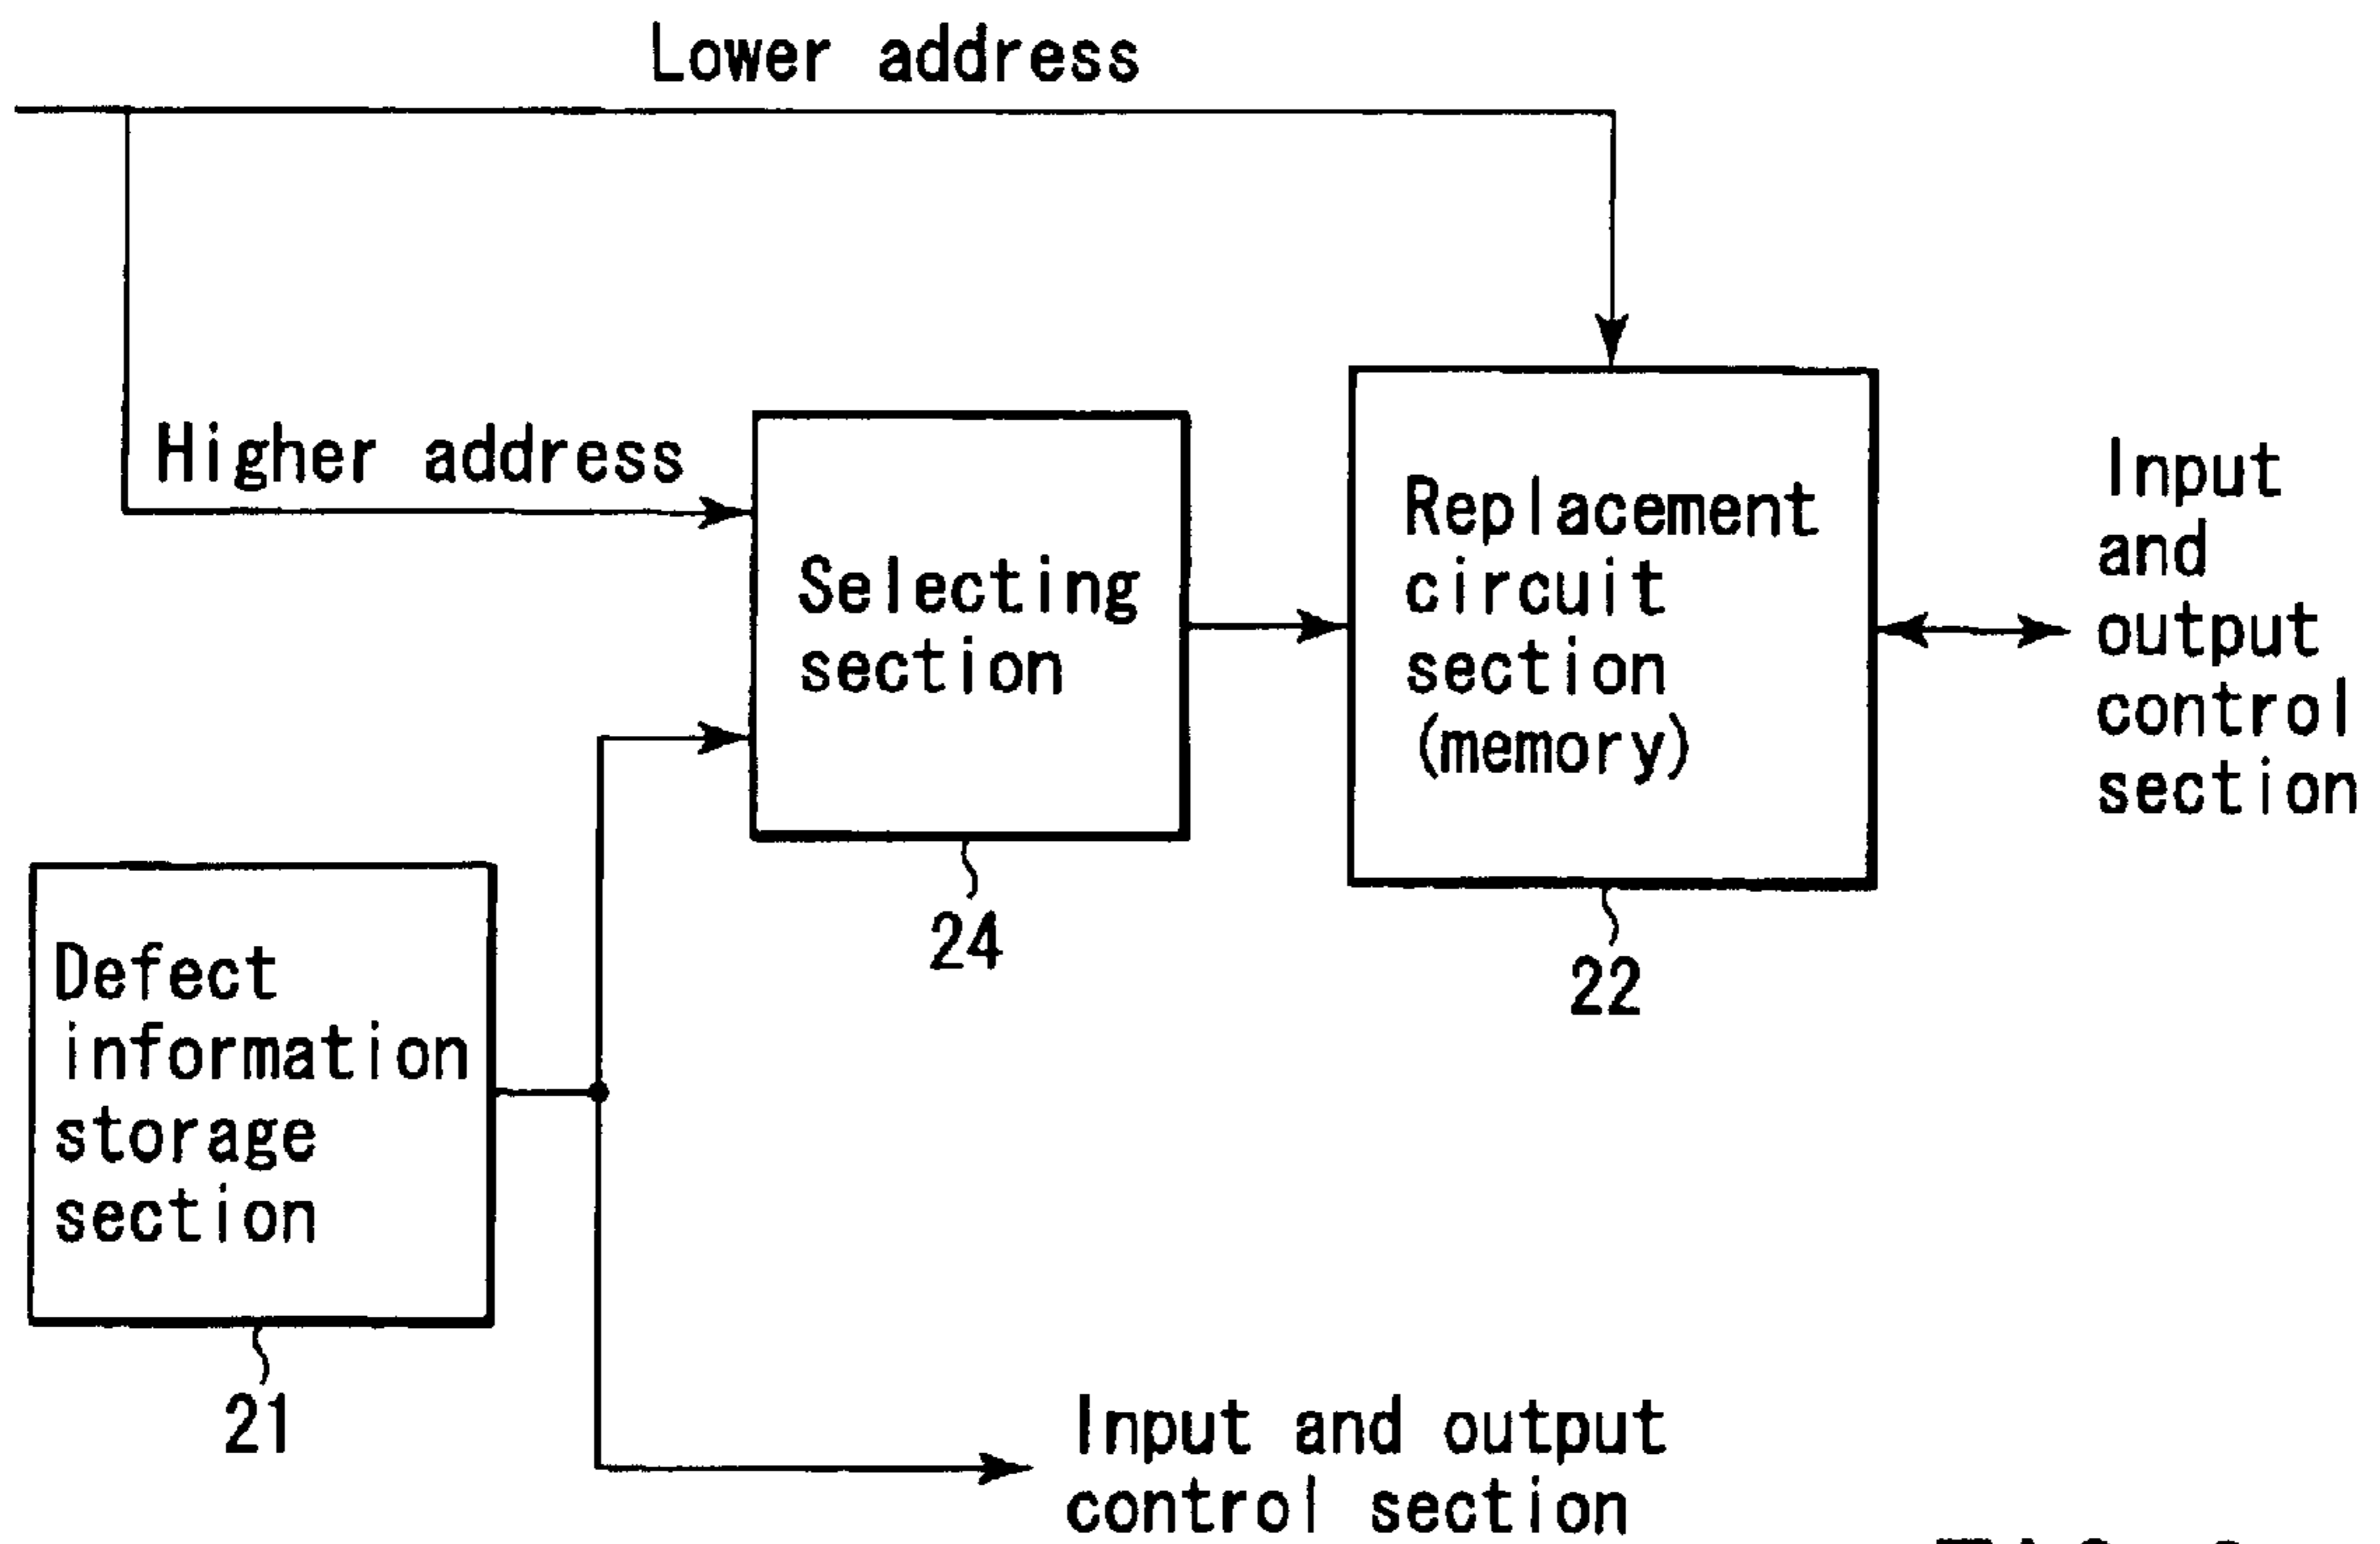 Lower address
Higher address
Selecting
section
24
Replacement
circuit
section
(memory)
22
Input
and
output
control
section
Defect
information
storage
section
21
Input and output
control section